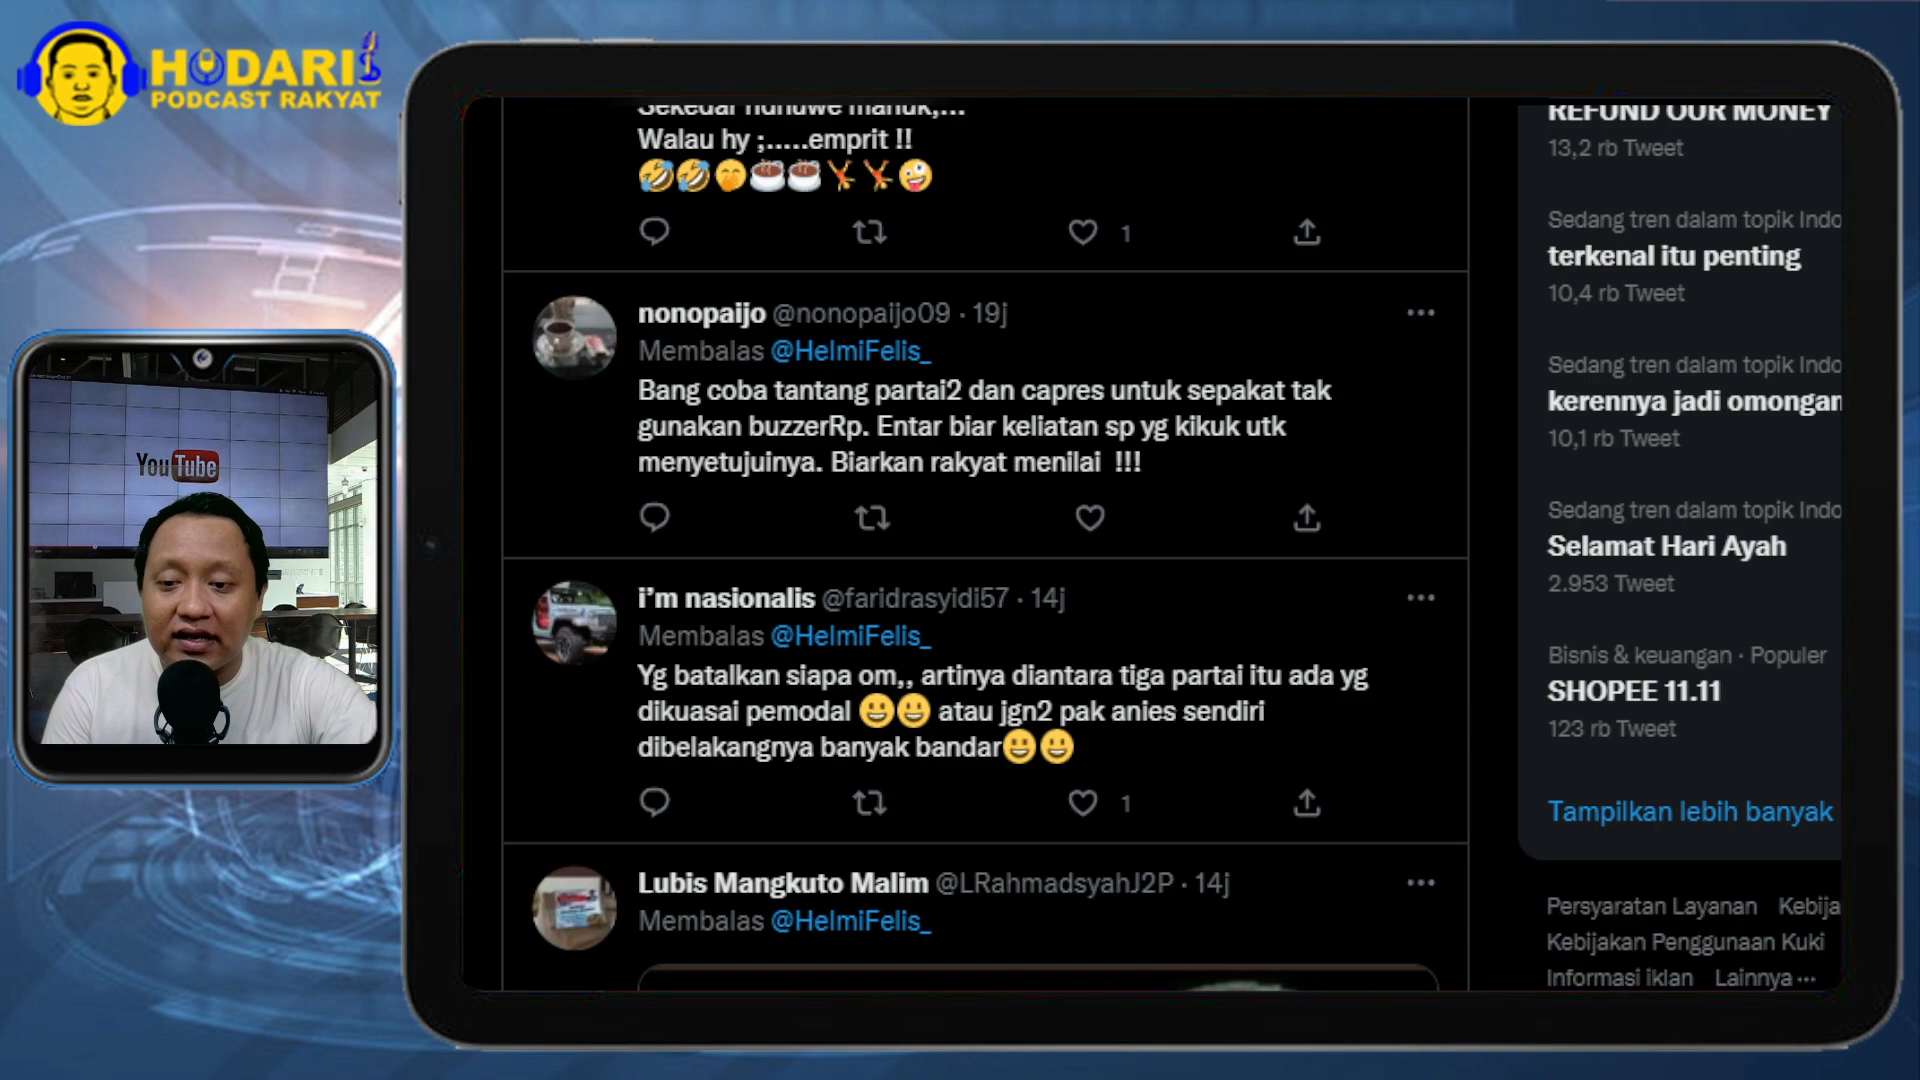 HODARI
PODCAST RAKYAT
YouTube
Walau hy ;.....emprit !!
🤣🤣🤭☕☕💃💃🤪
1
nonopaijo @nonopaijo09 · 19j
Membalas @HelmiFelis_
Bang coba tantang partai2 dan capres untuk sepakat tak
gunakan buzzerRp. Entar biar keliatan sp yg kikuk utk
menyetujuinya. Biarkan rakyat menilai !!!
i'm nasionalis @faridrasyidi57 · 14j
Membalas @HelmiFelis_
Yg batalkan siapa om,, artinya diantara tiga partai itu ada yg
dikuasai pemodal 😀😀 atau jgn2 pak anies sendiri
dibelakangnya banyak bandar😀😀
1
Lubis Mangkuto Malim @LRahmadsyahJ2P · 14j
Membalas @HelmiFelis_
REFUND OUR MONEY
13,2 rb Tweet
Sedang tren dalam topik Indo
terkenal itu penting
10,4 rb Tweet
Sedang tren dalam topik Indo
kerennya jadi omongan
10,1 rb Tweet
Sedang tren dalam topik Indo
Selamat Hari Ayah
2.953 Tweet
Bisnis & keuangan · Populer
SHOPEE 11.11
123 rb Tweet
Tampilkan lebih banyak
Persyaratan Layanan Kebija
Kebijakan Penggunaan Kuki
Informasi iklan Lainnya ···